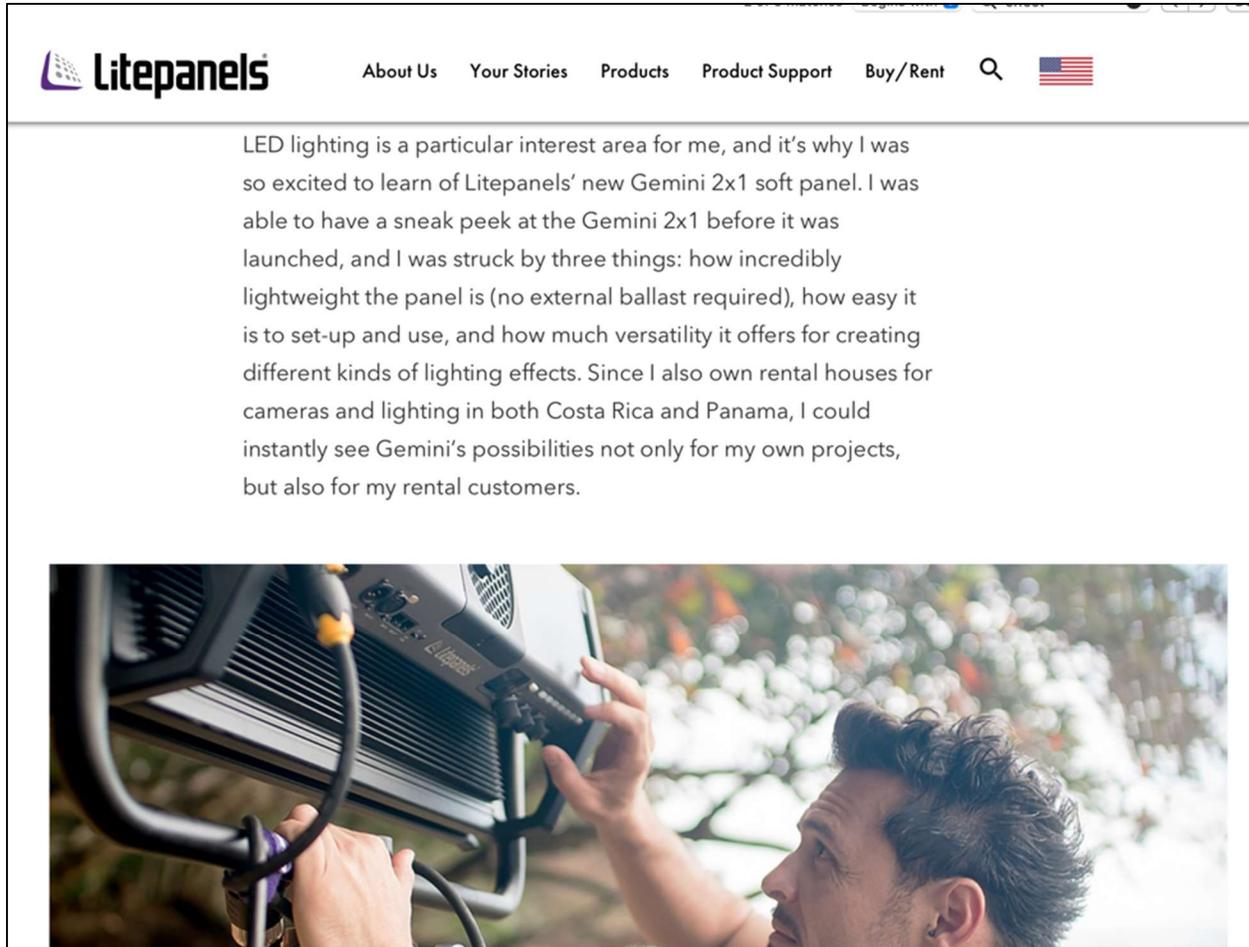 Litepanels
About Us Your Stories Products Product Support Buy/Rent
LED lighting is a particular interest area for me, and it’s why I was
so excited to learn of Litepanels’ new Gemini 2x1 soft panel. I was
able to have a sneak peek at the Gemini 2x1 before it was
launched, and I was struck by three things: how incredibly
lightweight the panel is (no external ballast required), how easy it
is to set-up and use, and how much versatility it offers for creating
different kinds of lighting effects. Since I also own rental houses for
cameras and lighting in both Costa Rica and Panama, I could
instantly see Gemini’s possibilities not only for my own projects,
but also for my rental customers.
Litepanels